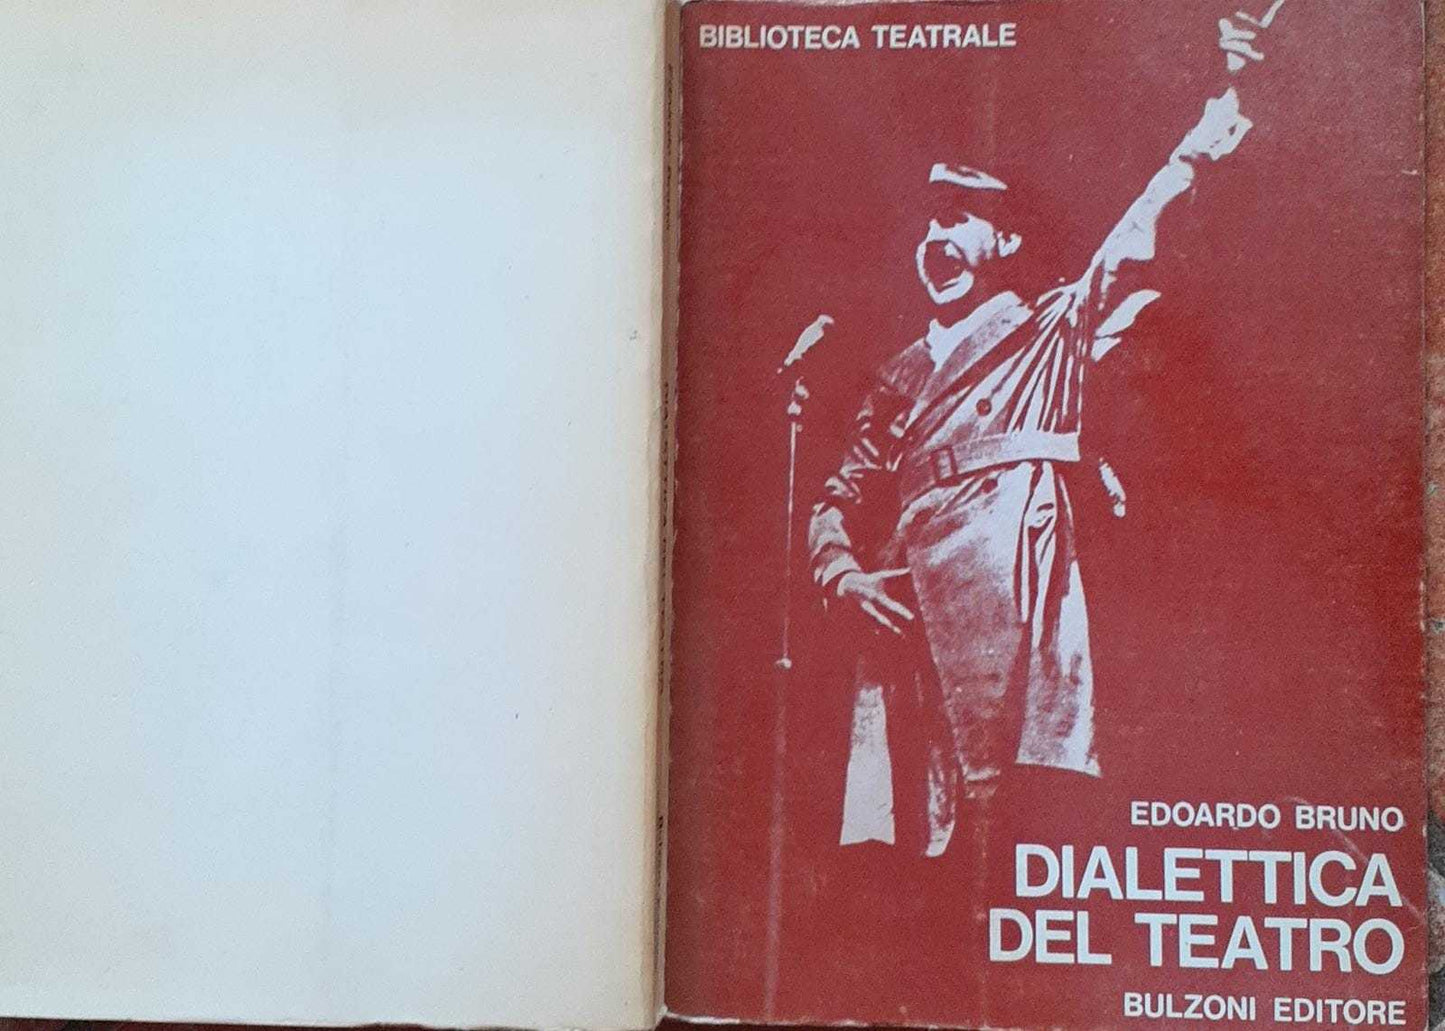 BIBLIOTECA TEATRALE
EDOARDO BRUNO
DIALETTICA
DEL TEATRO
BULZONI EDITORE